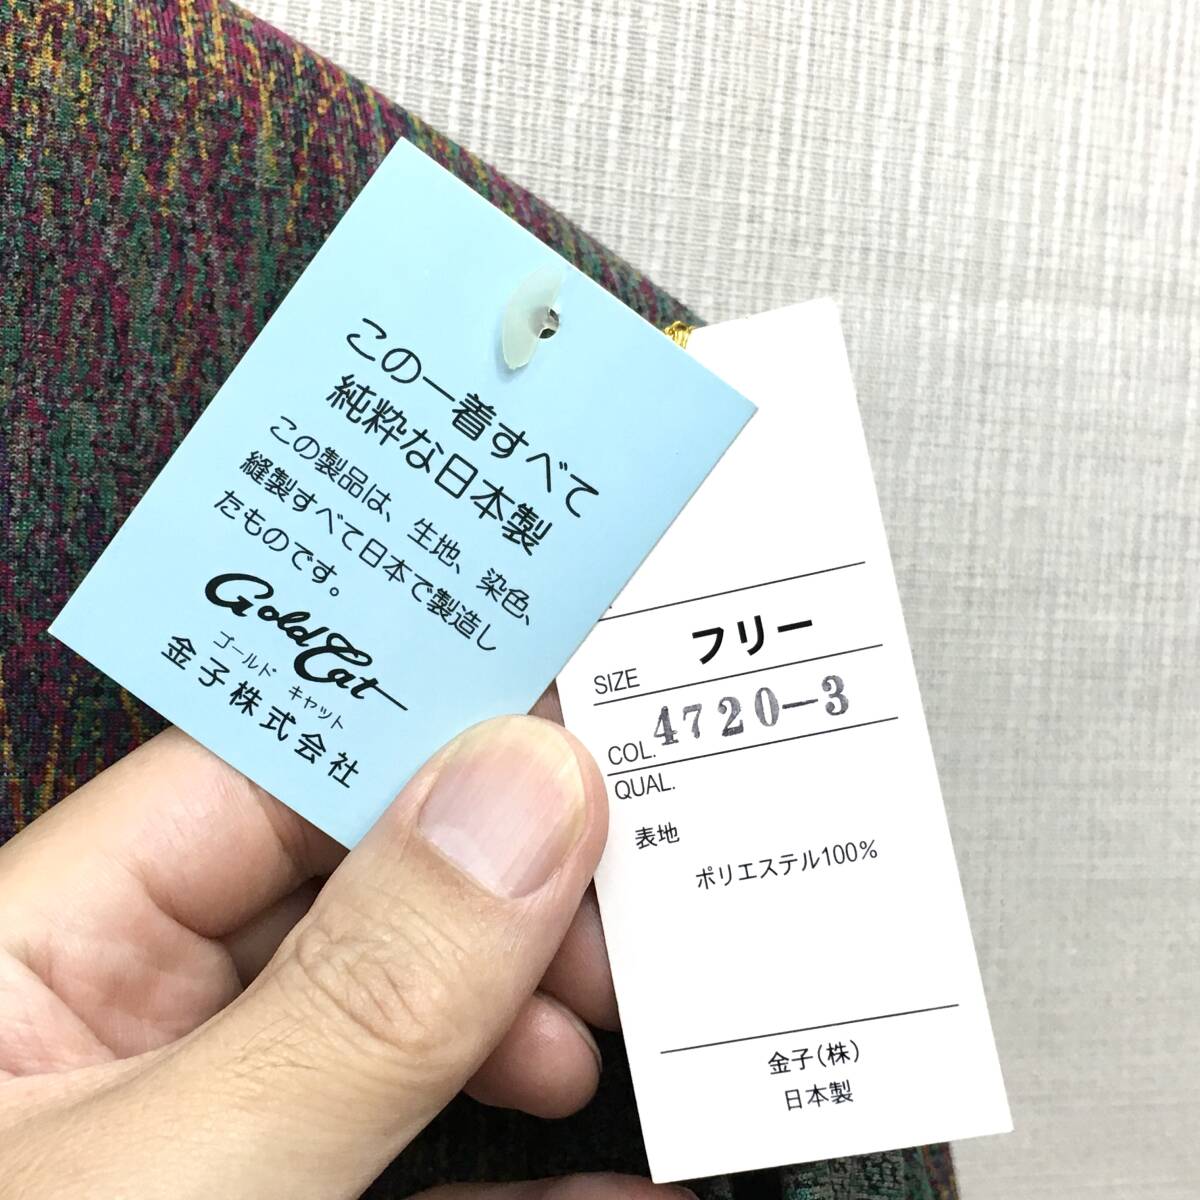 この一着すべて
純粋な日本製
この製品は、生地、染色、
縫製すべて日本で製造し
たものです。
Gold Cat
ゴールド キャット
金子株式会社
SIZE フリー
COL. 4720-3
QUAL.
表地
ポリエステル100%
金子(株)
日本製